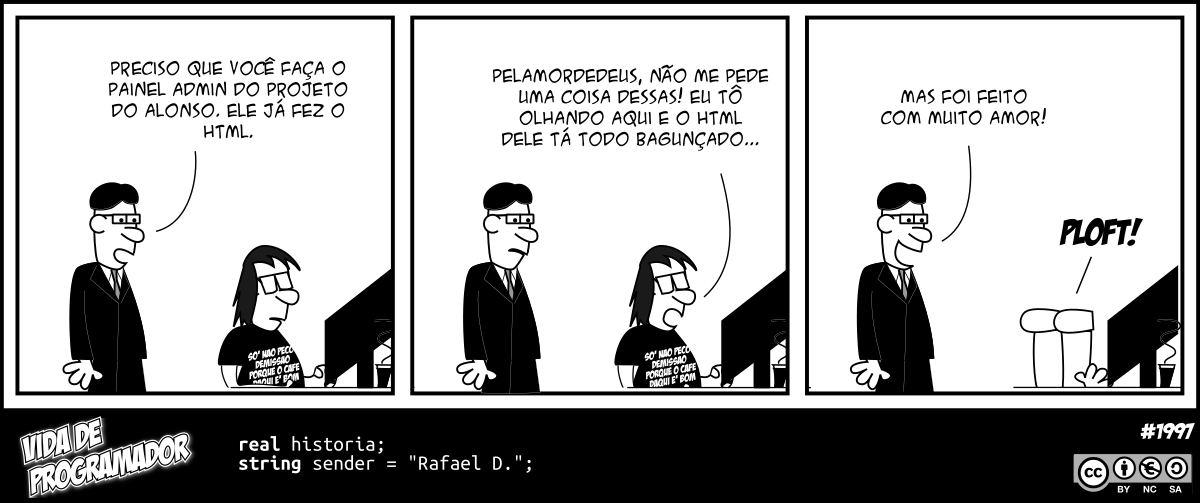 PRECISO QUE VOCÊ FAÇA O
PAINEL ADMIN DO PROJETO
DO ALONSO. ELE JÁ FEZ O
HTML.
SO' NAO PECO
DEMISSAO
PORQUE O CAFE
DAQUI E' BOM
PELAMORDEDEUS, NÃO ME PEDE
UMA COISA DESSAS! EU TÔ
OLHANDO AQUI E O HTML
DELE TÁ TODO BAGUNÇADO...
SO' NAO PECO
DEMISSAO
PORQUE O CAFE
DAQUI E' BOM
MAS FOI FEITO
COM MUITO AMOR!
PLOFT!
VIDA DE
PROGRAMADOR
real historia;
string sender = "Rafael D.";
#1997
cc
BY NC SA